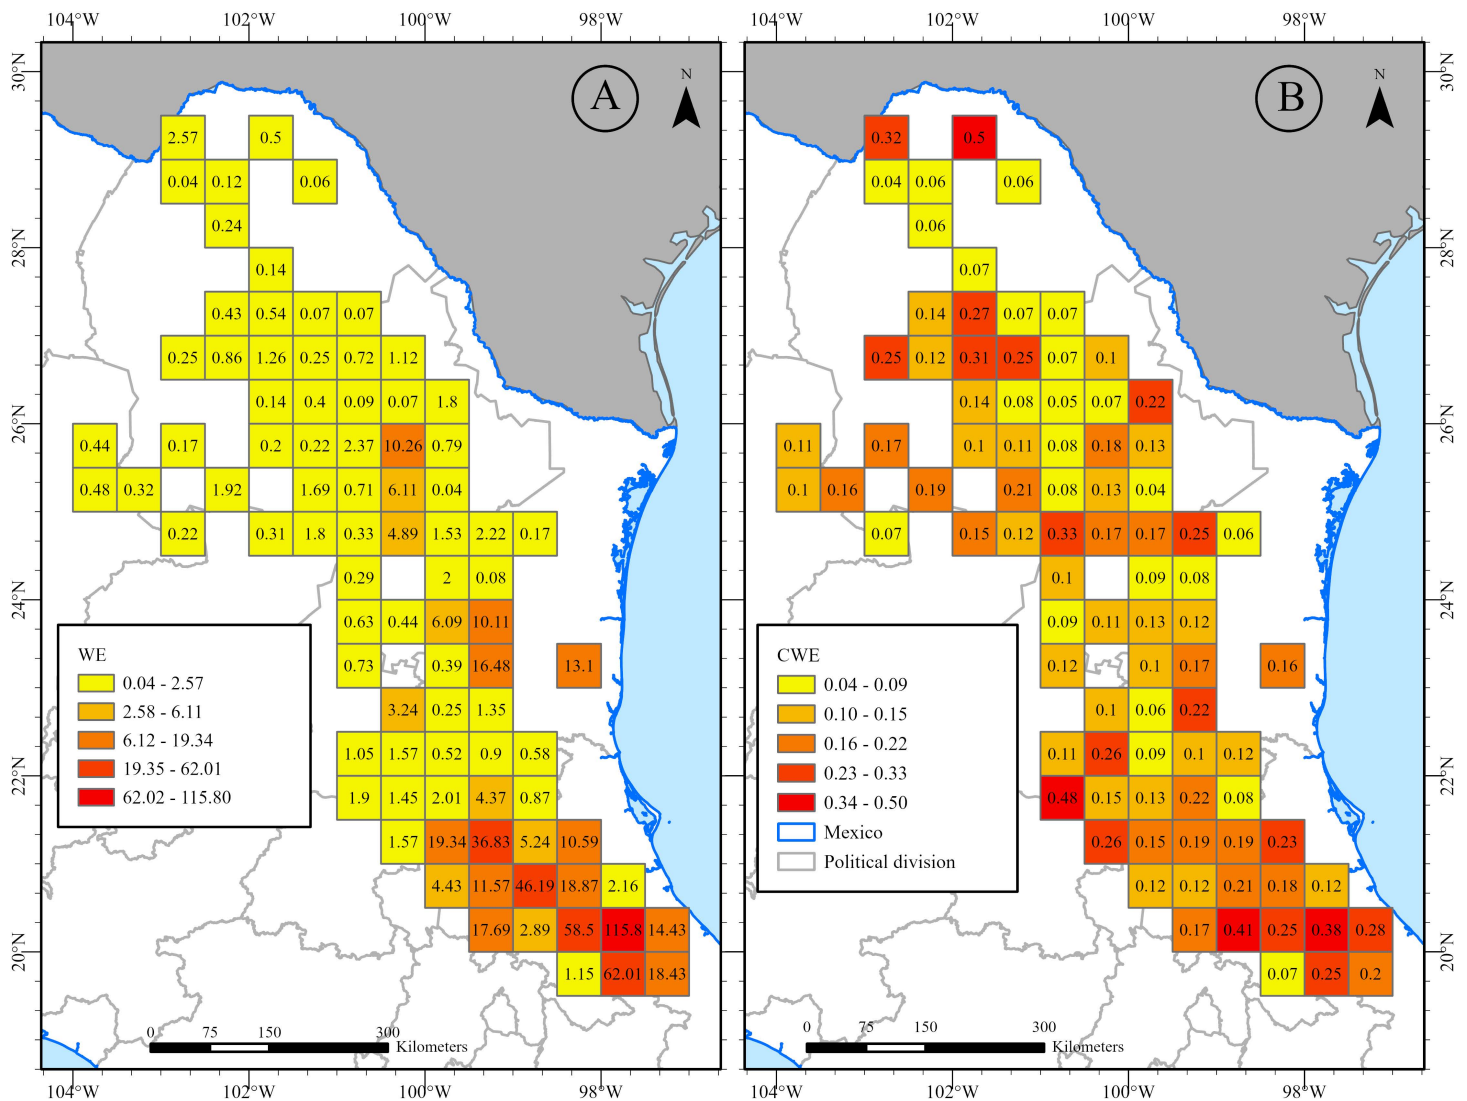 104°W 102°W 100°W 98°W 104°W 102°W 100°W 98°W
30°N 30°N
A N B N
2.57 0.5 0.32 0.5
0.04 0.12 0.06 0.04 0.06 0.06
0.24 0.06
28°N 28°N
0.14 0.07
0.43 0.54 0.07 0.07 0.14 0.27 0.07 0.07
0.25 0.86 1.26 0.25 0.72 1.12 0.25 0.12 0.31 0.25 0.07 0.1
0.14 0.4 0.09 0.07 1.8 0.14 0.08 0.05 0.07 0.22
26°N 26°N
0.44 0.17 0.2 0.22 2.37 10.26 0.79 0.11 0.17 0.1 0.11 0.08 0.18 0.13
0.48 0.32 1.92 1.69 0.71 6.11 0.04 0.1 0.16 0.19 0.21 0.08 0.13 0.04
0.22 0.31 1.8 0.33 4.89 1.53 2.22 0.17 0.07 0.15 0.12 0.33 0.17 0.17 0.25 0.06
0.29 2 0.08 0.1 0.09 0.08
24°N 24°N
0.63 0.44 6.09 10.11 0.09 0.11 0.13 0.12
0.73 0.39 16.48 13.1 0.12 0.1 0.17 0.16
3.24 0.25 1.35 0.1 0.06 0.22
1.05 1.57 0.52 0.9 0.58 0.11 0.26 0.09 0.1 0.12
22°N 22°N
1.9 1.45 2.01 4.37 0.87 0.48 0.15 0.13 0.22 0.08
1.57 19.34 36.83 5.24 10.59 0.26 0.15 0.19 0.19 0.23
4.43 11.57 46.19 18.87 2.16 0.12 0.12 0.21 0.18 0.12
17.69 2.89 58.5 115.8 14.43 0.17 0.41 0.25 0.38 0.28
20°N 20°N
1.15 62.01 18.43 0.07 0.25 0.2
WE
0.04 - 2.57
2.58 - 6.11
6.12 - 19.34
19.35 - 62.01
62.02 - 115.80
CWE
0.04 - 0.09
0.10 - 0.15
0.16 - 0.22
0.23 - 0.33
0.34 - 0.50
Mexico
Political division
0 75 150 300
Kilometers
0 75 150 300
Kilometers
104°W 102°W 100°W 98°W 104°W 102°W 100°W 98°W